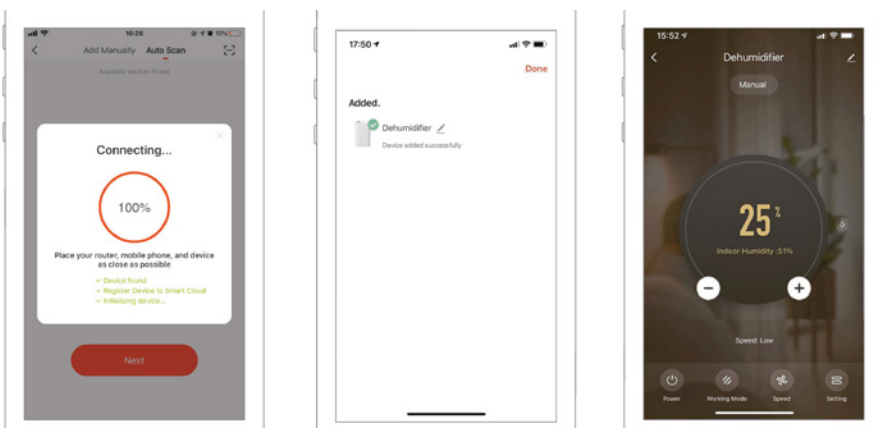 10:26
10%
Add Manually Auto Scan
Available devices found
Connecting...
100%
Place your router, mobile phone, and device
as close as possible
✓ Device found
✓ Register Device to Smart Cloud
✓ Initializing device...
Next
17:50
Done
Added.
Dehumidifier
Device added successfully
15:52
Dehumidifier
Manual
25%
Indoor Humidity :51%
Speed: Low
Power Working Mode Speed Setting